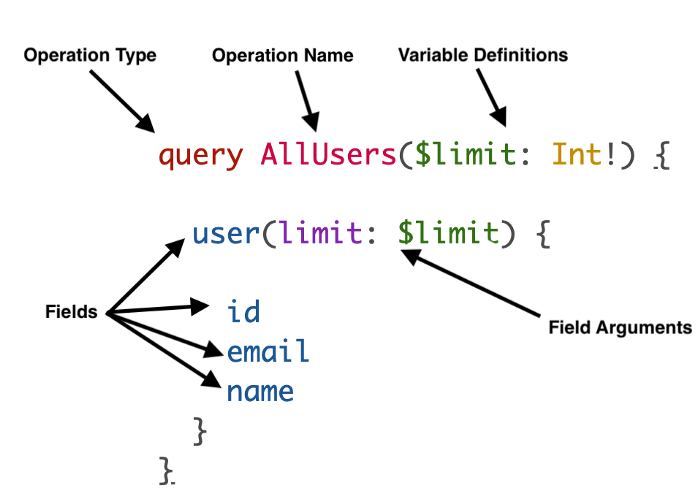 Operation Type Operation Name Variable Definitions
query AllUsers($limit: Int!) {
user(limit: $limit) {
Fields
id
Field Arguments
email
name
}
}